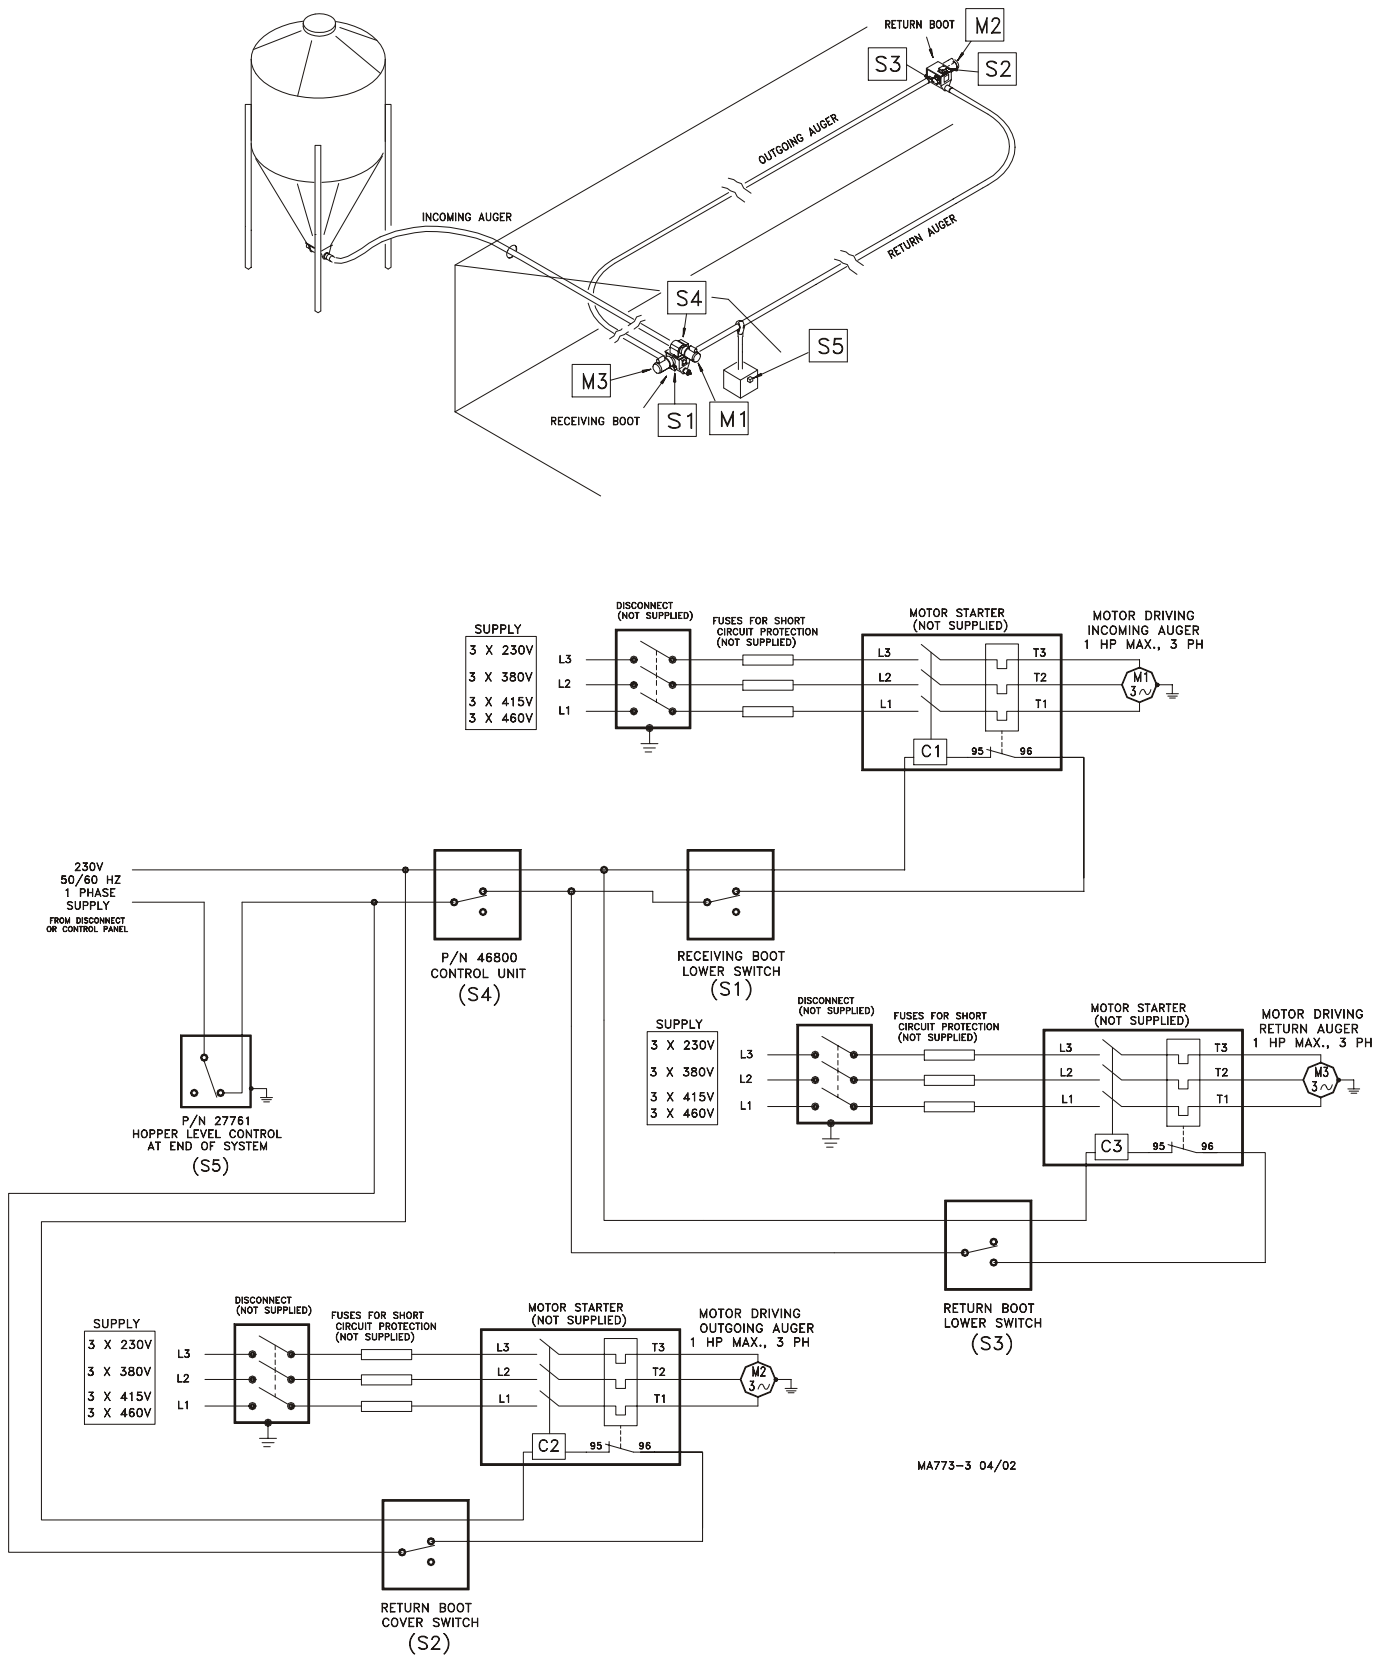 RETURN BOOT
M2
S3
S2
OUTGOING AUGER
INCOMING AUGER
RETURN AUGER
S4
S5
M3
RECEIVING BOOT
S1
M1
SUPPLY
3 X 230V
3 X 380V
3 X 415V
3 X 460V
L3
L2
L1
DISCONNECT
(NOT SUPPLIED)
FUSES FOR SHORT
CIRCUIT PROTECTION
(NOT SUPPLIED)
MOTOR STARTER
(NOT SUPPLIED)
L3
L2
L1
T3
T2
T1
C1
95
96
MOTOR DRIVING
INCOMING AUGER
1 HP MAX., 3 PH
M1
3
230V
50/60 HZ
1 PHASE
SUPPLY
FROM DISCONNECT
OR CONTROL PANEL
P/N 46800
CONTROL UNIT
(S4)
RECEIVING BOOT
LOWER SWITCH
(S1)
P/N 27761
HOPPER LEVEL CONTROL
AT END OF SYSTEM
(S5)
SUPPLY
3 X 230V
3 X 380V
3 X 415V
3 X 460V
L3
L2
L1
DISCONNECT
(NOT SUPPLIED)
FUSES FOR SHORT
CIRCUIT PROTECTION
(NOT SUPPLIED)
MOTOR STARTER
(NOT SUPPLIED)
L3
L2
L1
T3
T2
T1
C3
95
96
MOTOR DRIVING
RETURN AUGER
1 HP MAX., 3 PH
M3
3
RETURN BOOT
LOWER SWITCH
(S3)
SUPPLY
3 X 230V
3 X 380V
3 X 415V
3 X 460V
L3
L2
L1
DISCONNECT
(NOT SUPPLIED)
FUSES FOR SHORT
CIRCUIT PROTECTION
(NOT SUPPLIED)
MOTOR STARTER
(NOT SUPPLIED)
L3
L2
L1
T3
T2
T1
C2
95
96
MOTOR DRIVING
OUTGOING AUGER
1 HP MAX., 3 PH
M2
3
MA773-3 04/02
RETURN BOOT
COVER SWITCH
(S2)